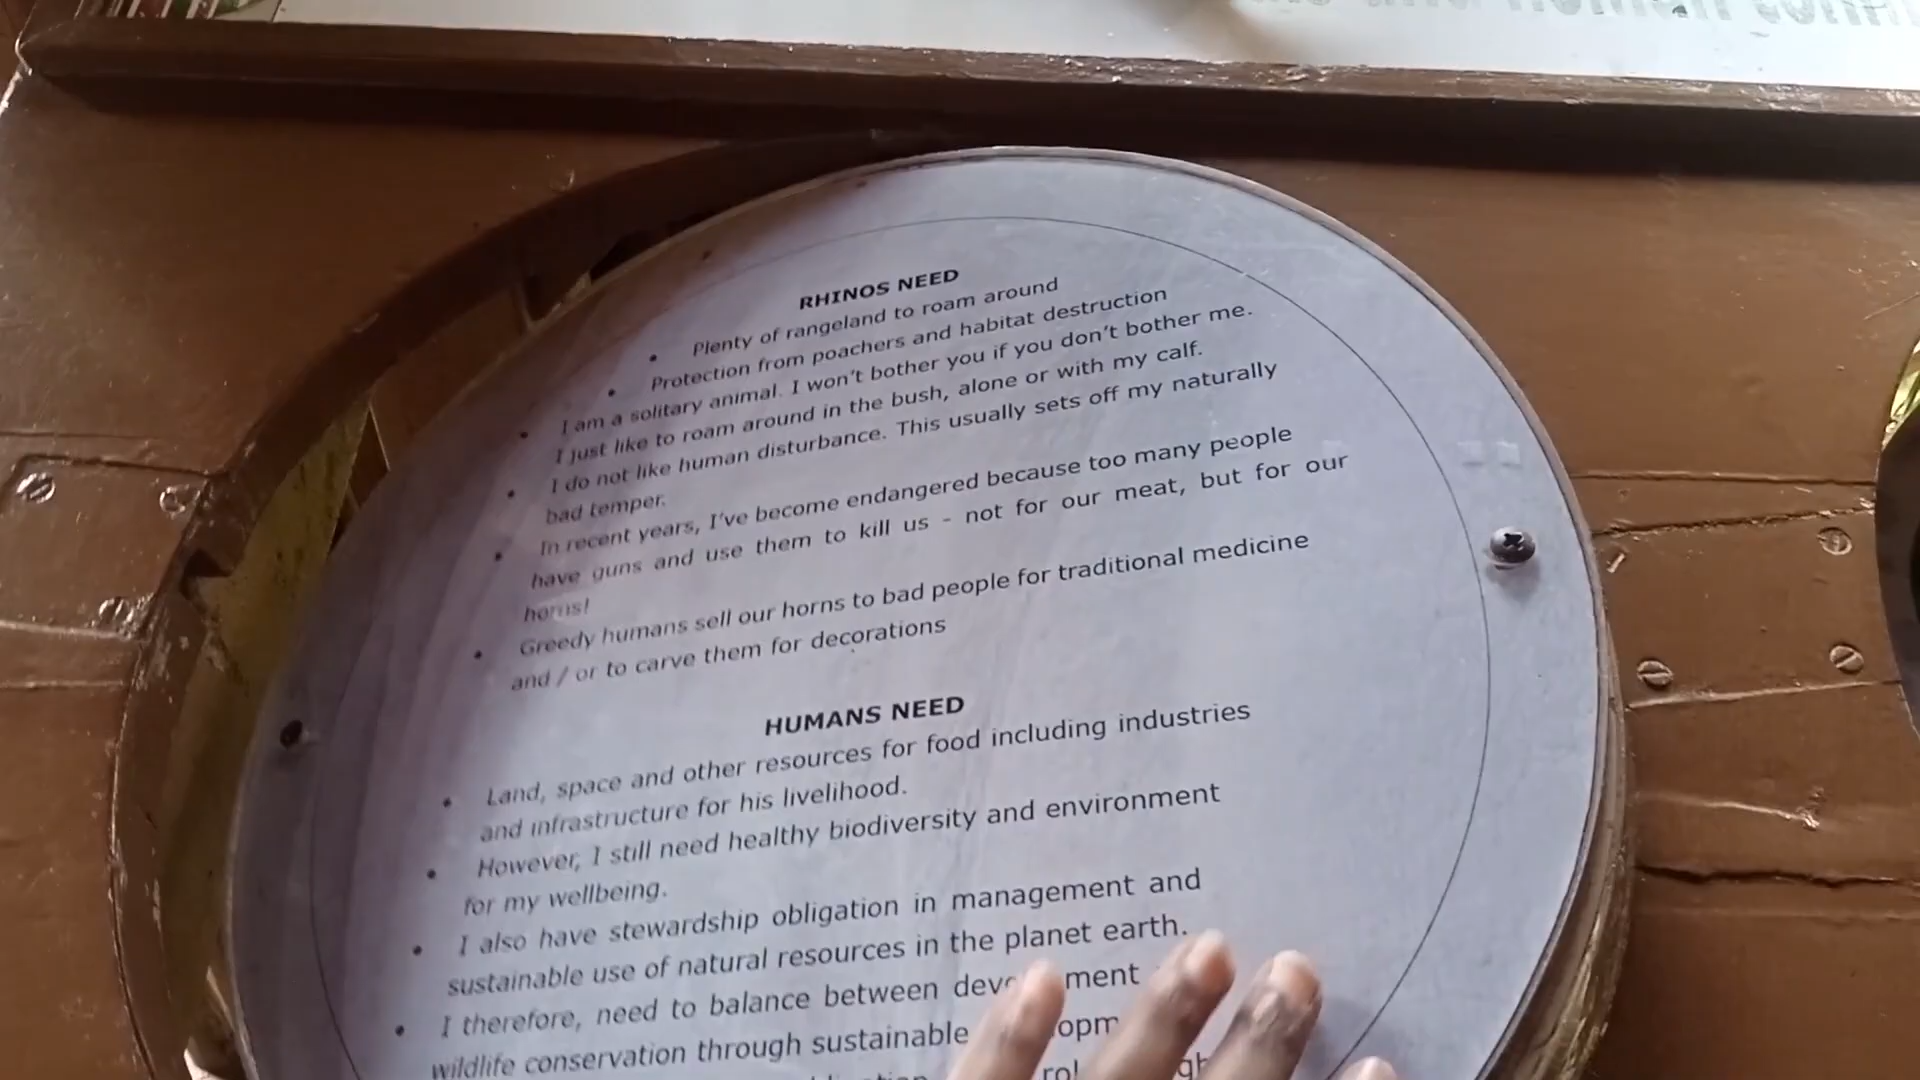 RHINOS NEED
• Plenty of rangeland to roam around
• Protection from poachers and habitat destruction
• I am a solitary animal. I won't bother you if you don't bother me.
I just like to roam around in the bush, alone or with my calf.
• I do not like human disturbance. This usually sets off my naturally
bad temper.
• In recent years, I've become endangered because too many people
have guns and use them to kill us - not for our meat, but for our
horns!
• Greedy humans sell our horns to bad people for traditional medicine
and / or to carve them for decorations
HUMANS NEED
• Land, space and other resources for food including industries
and infrastructure for his livelihood.
• However, I still need healthy biodiversity and environment
for my wellbeing.
• I also have stewardship obligation in management and
sustainable use of natural resources in the planet earth.
• I therefore, need to balance between
wildlife conservation through sustainable